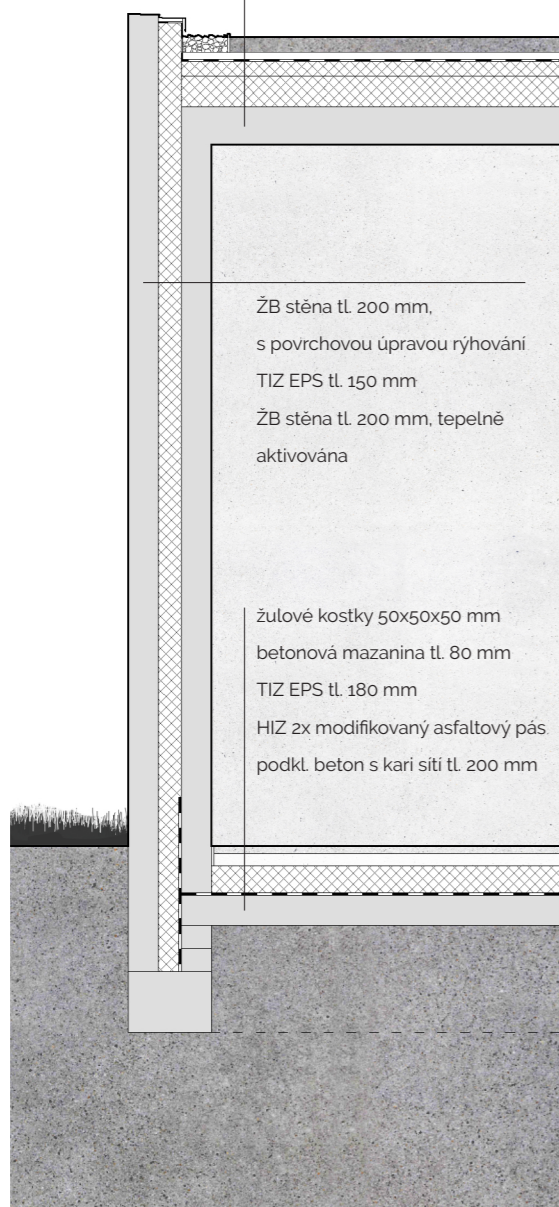 ŽB stěna tl. 200 mm,
s povrchovou úpravou rýhování
TIZ EPS tl. 150 mm
ŽB stěna tl. 200 mm, tepelně
aktivována
žulové kostky 50x50x50 mm
betonová mazanina tl. 80 mm
TIZ EPS tl. 180 mm
HIZ 2x modifikovaný asfaltový pás
podkl. beton s kari sítí tl. 200 mm